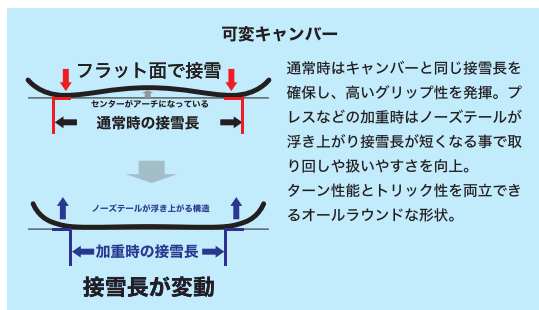 可変キャンバー
フラット面で接雪
センターがアーチになっている
通常時の接雪長
ノーズテールが浮き上がる構造
加重時の接雪長
接雪長が変動
通常時はキャンバーと同じ接雪長を
確保し、高いグリップ性を発揮。プ
レスなどの加重時はノーズテールが
浮き上がり接雪長が短くなる事で取
り回しや扱いやすさを向上。
ターン性能とトリック性を両立でき
るオールラウンドな形状。